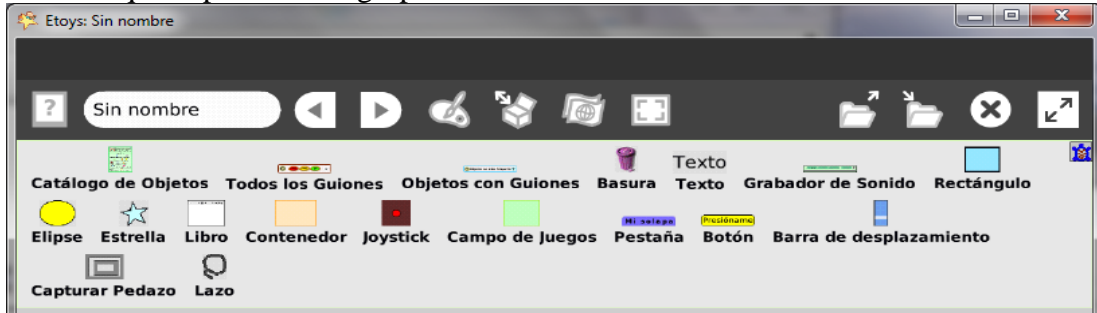 Etoys: Sin nombre
Sin nombre
Texto
Catálogo de Objetos Todos los Guiones Objetos con Guiones Basura Texto Grabador de Sonido Rectángulo
Presióname
Elipse Estrella Libro Contenedor Joystick Campo de Juegos Pestaña Botón Barra de desplazamiento
Capturar Pedazo Lazo